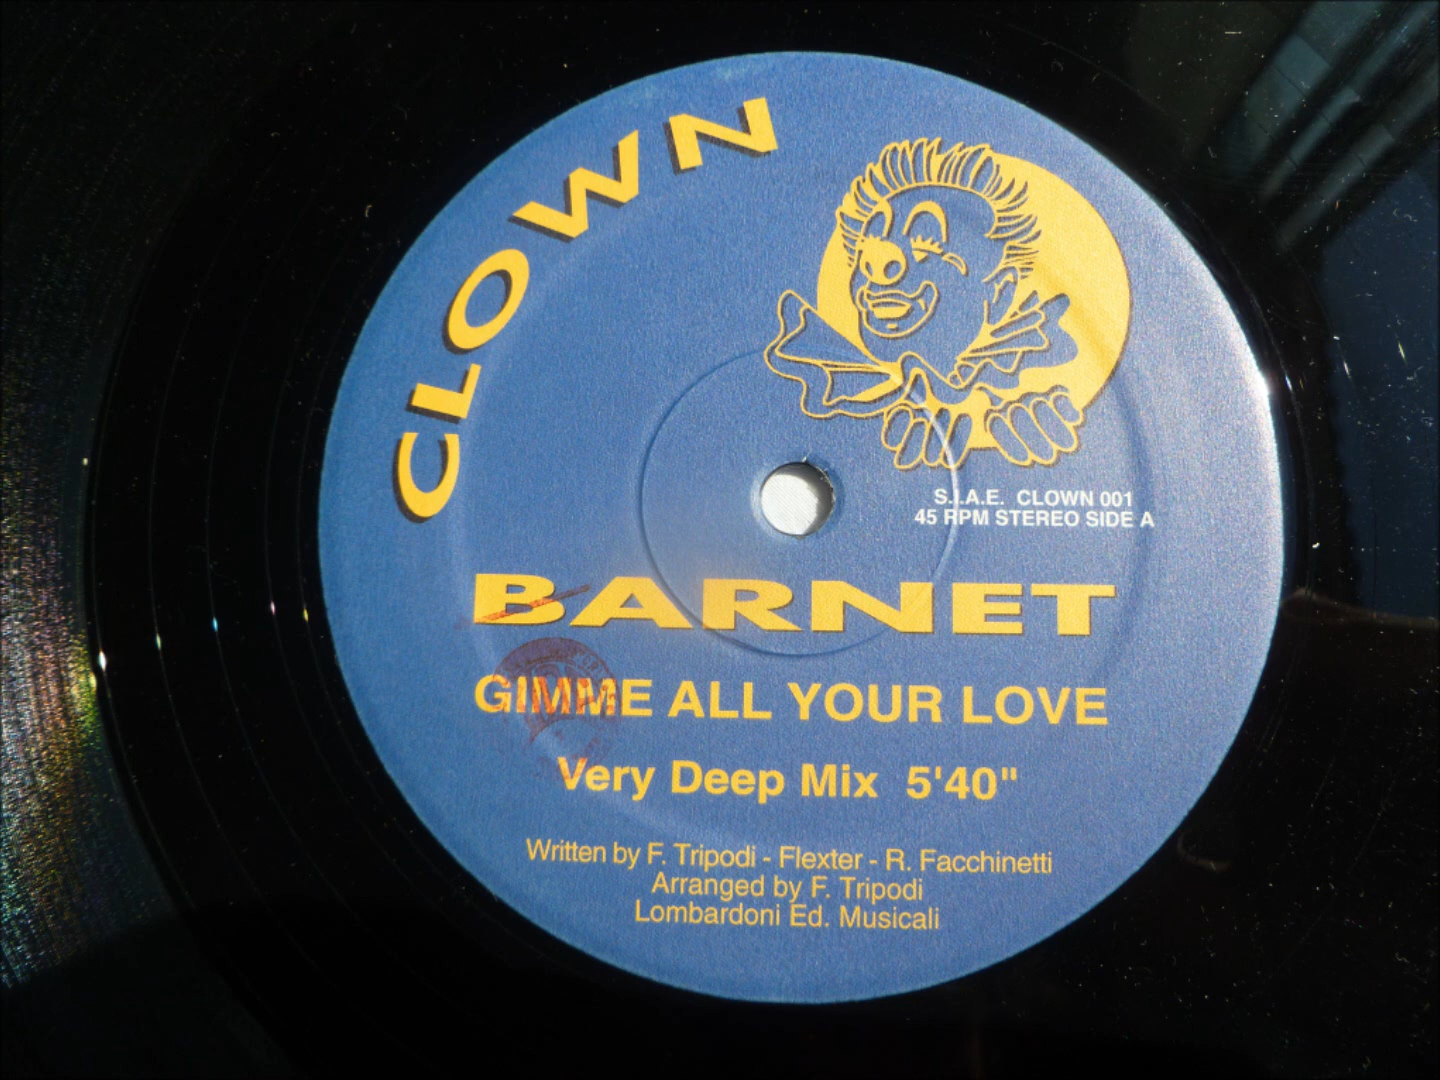 CLOWN
S.I.A.E. CLOWN 001
45 RPM STEREO SIDE A
BARNET
GIMME ALL YOUR LOVE
Very Deep Mix 5'40"
Written by F. Tripodi - Flexter - R. Facchinetti
Arranged by F. Tripodi
Lombardoni Ed. Musicali